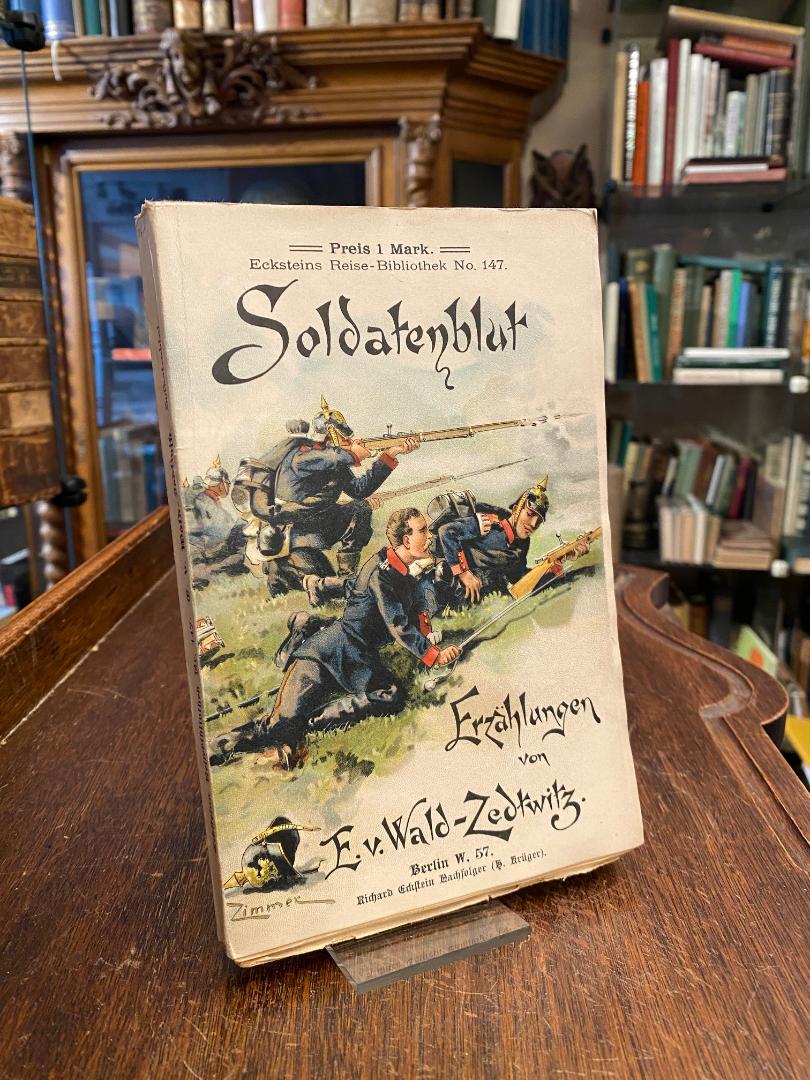 Preis 1 Mark.
Ecksteins Reise-Bibliothek No. 147.
Soldatenblut
Erzählungen
von
E. v. Wald-Zedtwitz.
Berlin W. 57.
Richard Eckstein Nachfolger (H. Krüger).
Zimmer